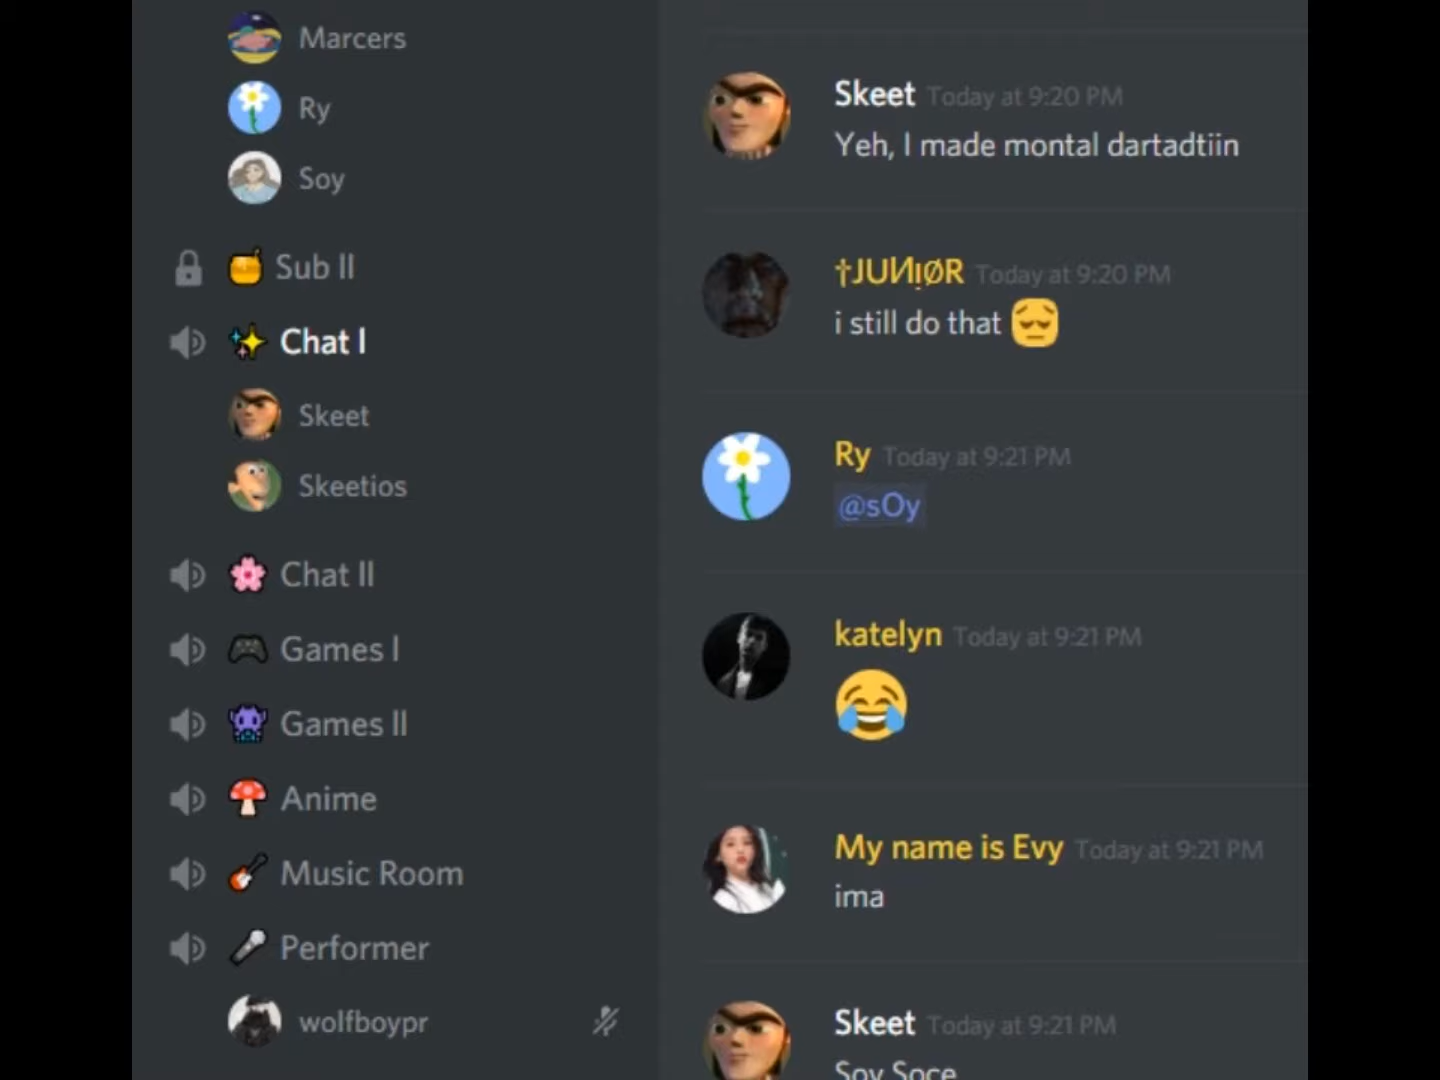 Marcers
Ry
Soy
Sub II
Chat I
Skeet
Skeetios
Chat II
Games I
Games II
Anime
Music Room
Performer
wolfboypr
Skeet Today at 9:20 PM
Yeh, I made montal dartadtiin
†JUИịØR Today at 9:20 PM
i still do that
Ry Today at 9:21 PM
@sOy
katelyn Today at 9:21 PM
My name is Evy Today at 9:21 PM
ima
Skeet Today at 9:21 PM
Soy Soce